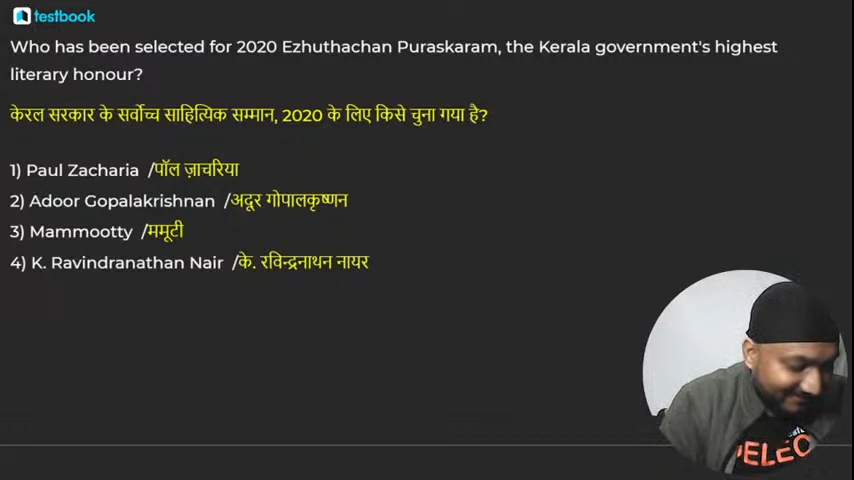 testbook
Who has been selected for 2020 Ezhuthachan Puraskaram, the Kerala government's highest
literary honour?
केरल सरकार के सर्वोच्च साहित्यिक सम्मान, 2020 के लिए किसे चुना गया है?
1) Paul Zacharia /पॉल ज़ाचरिया
2) Adoor Gopalakrishnan /अदूर गोपालकृष्णन
3) Mammootty /ममूटी
4) K. Ravindranathan Nair /के. रविन्द्रनाथन नायर